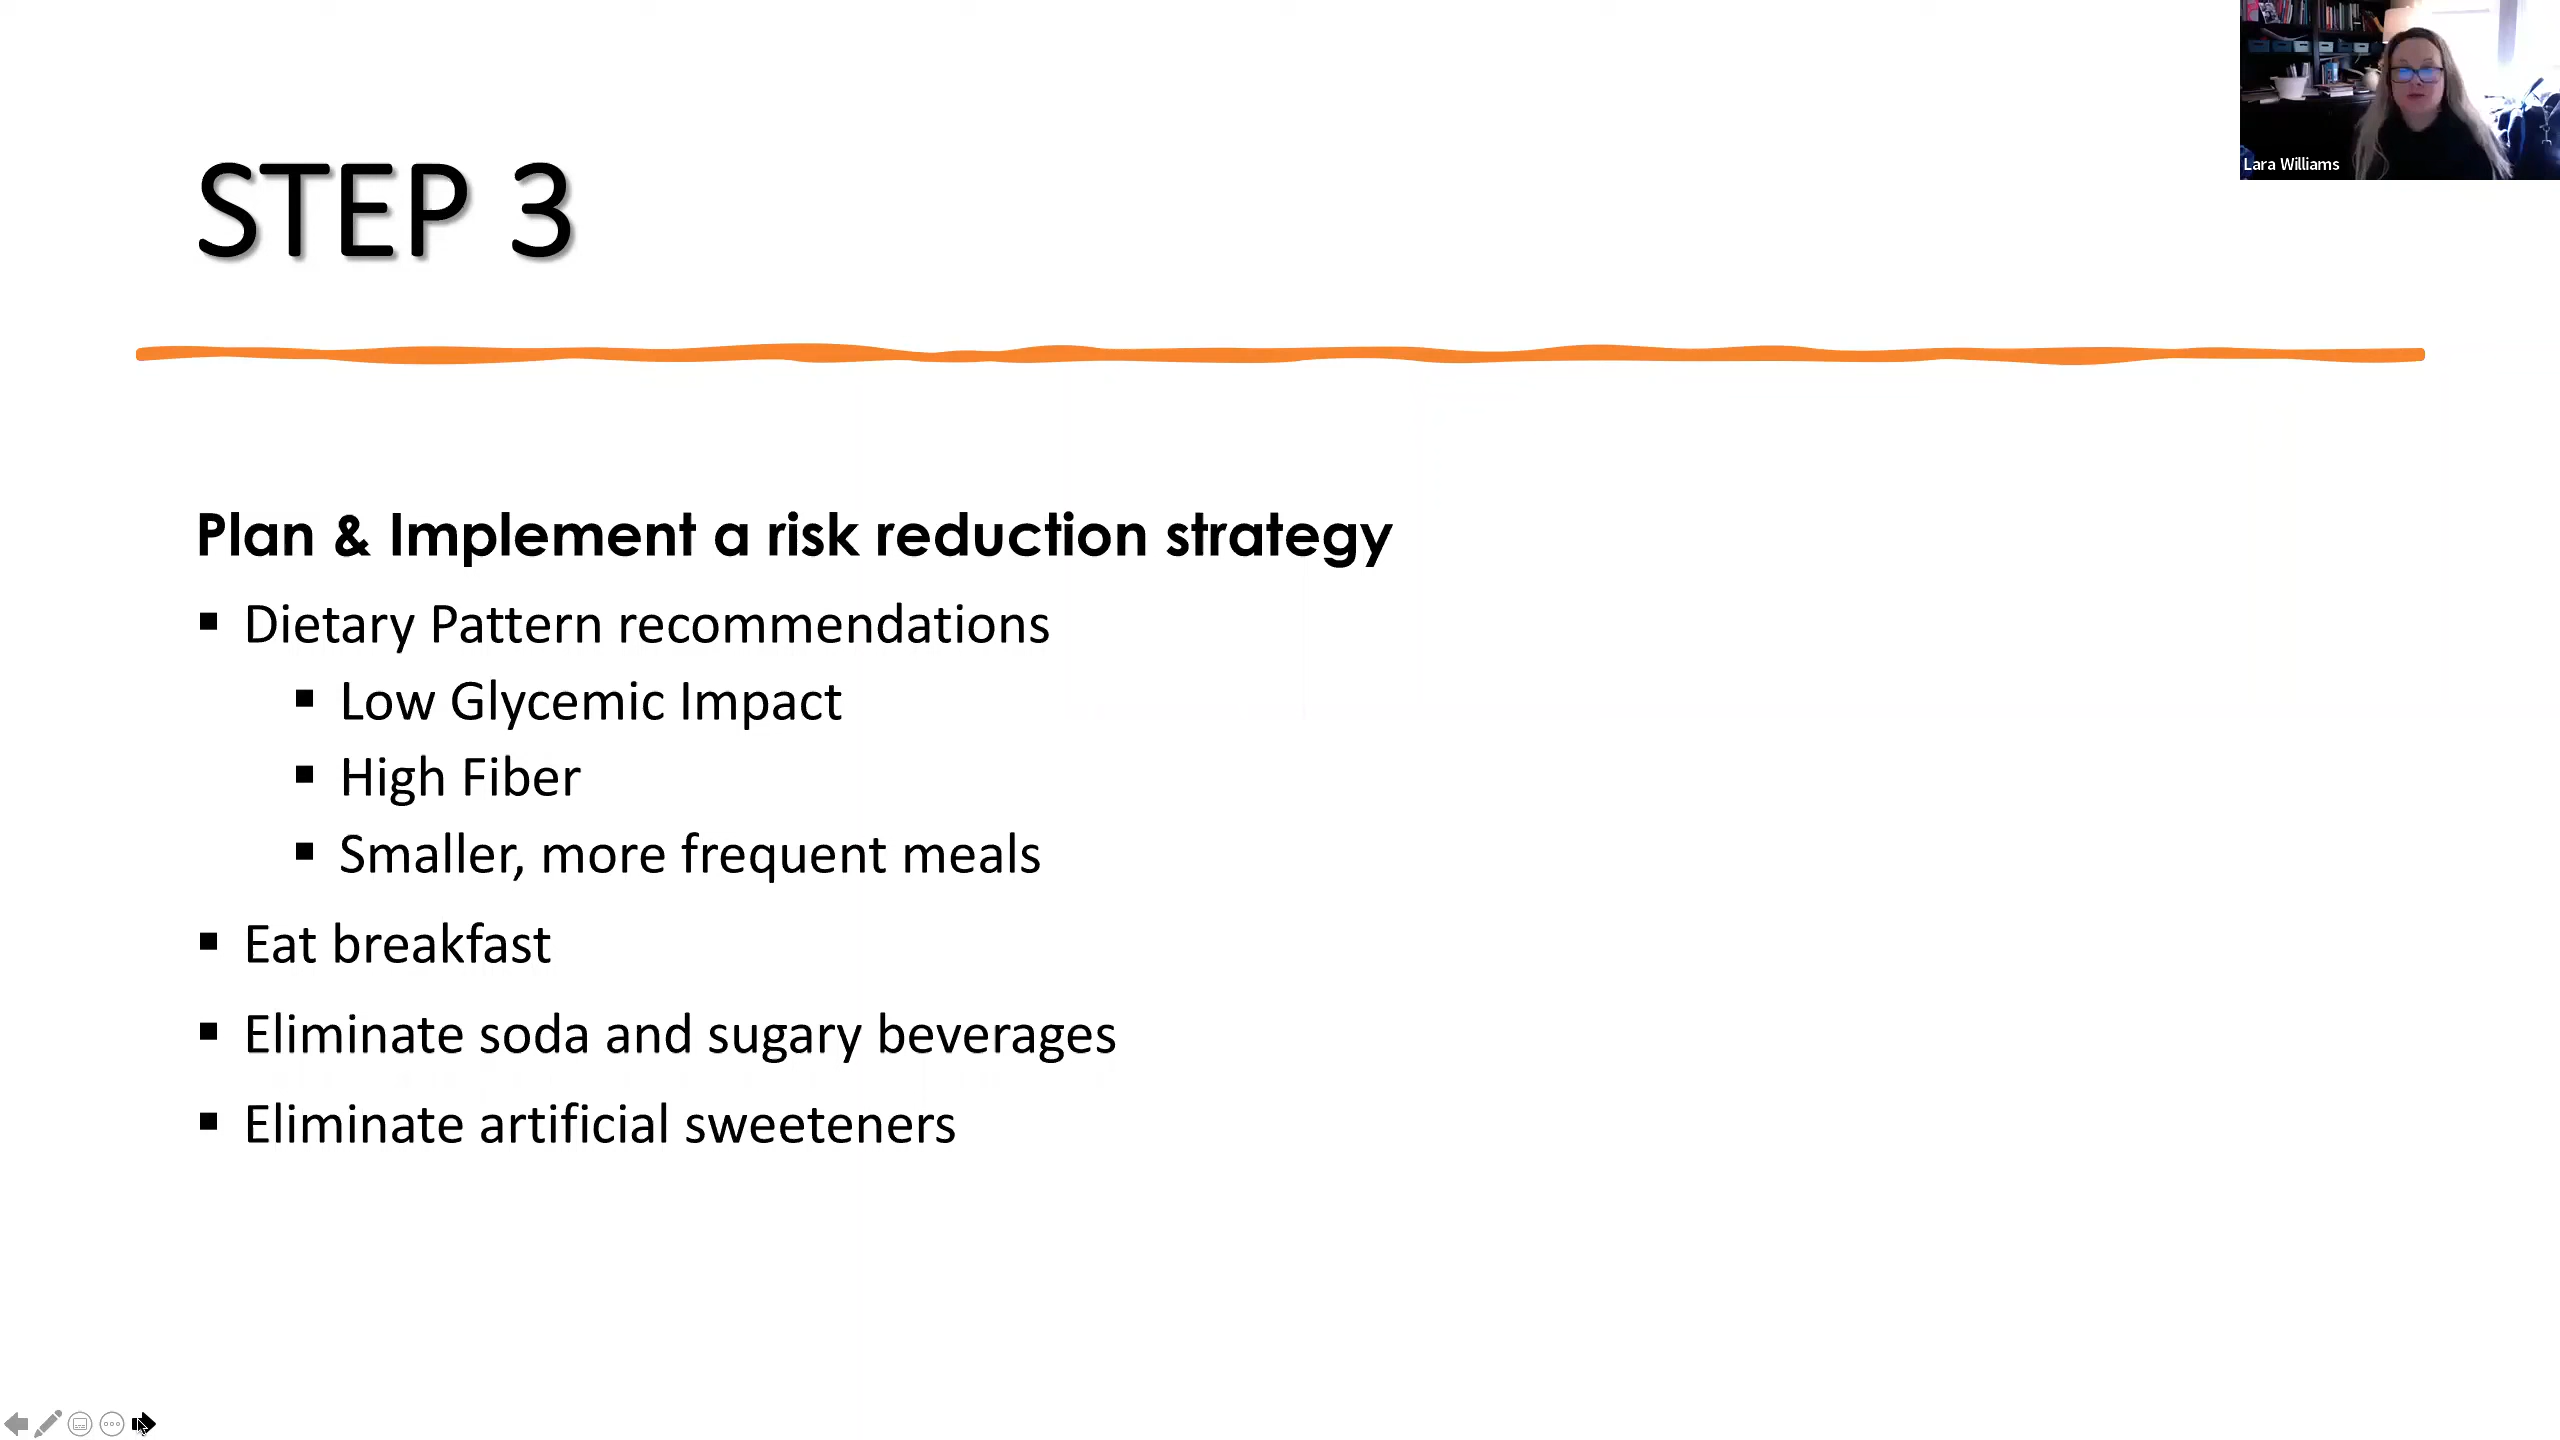 STEP 3
Lara Williams
Plan & Implement a risk reduction strategy
Dietary Pattern recommendations
Low Glycemic Impact
High Fiber
Smaller, more frequent meals
Eat breakfast
Eliminate soda and sugary beverages
Eliminate artificial sweeteners